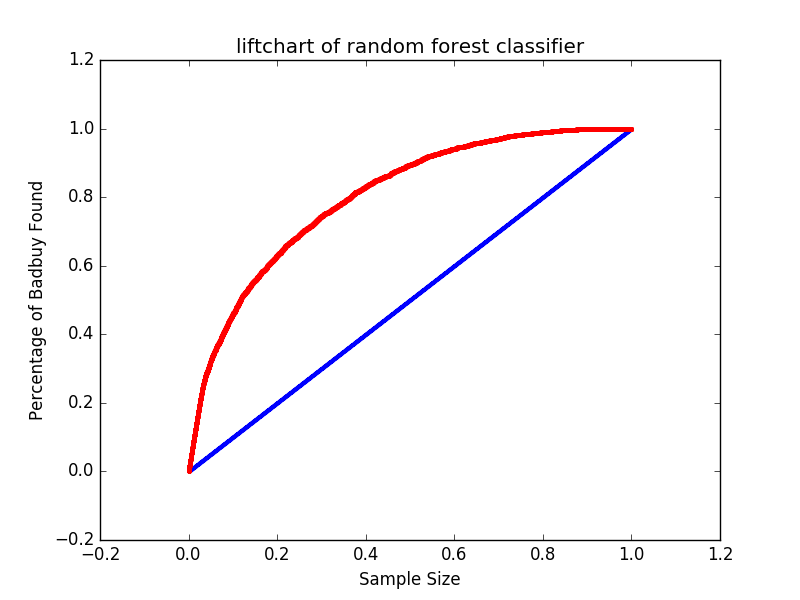 liftchart of random forest classifier
1.2
1.0
0.8
0.6
0.4
0.2
0.0
−0.2
Percentage of Badbuy Found
−0.2 0.0 0.2 0.4 0.6 0.8 1.0 1.2
Sample Size